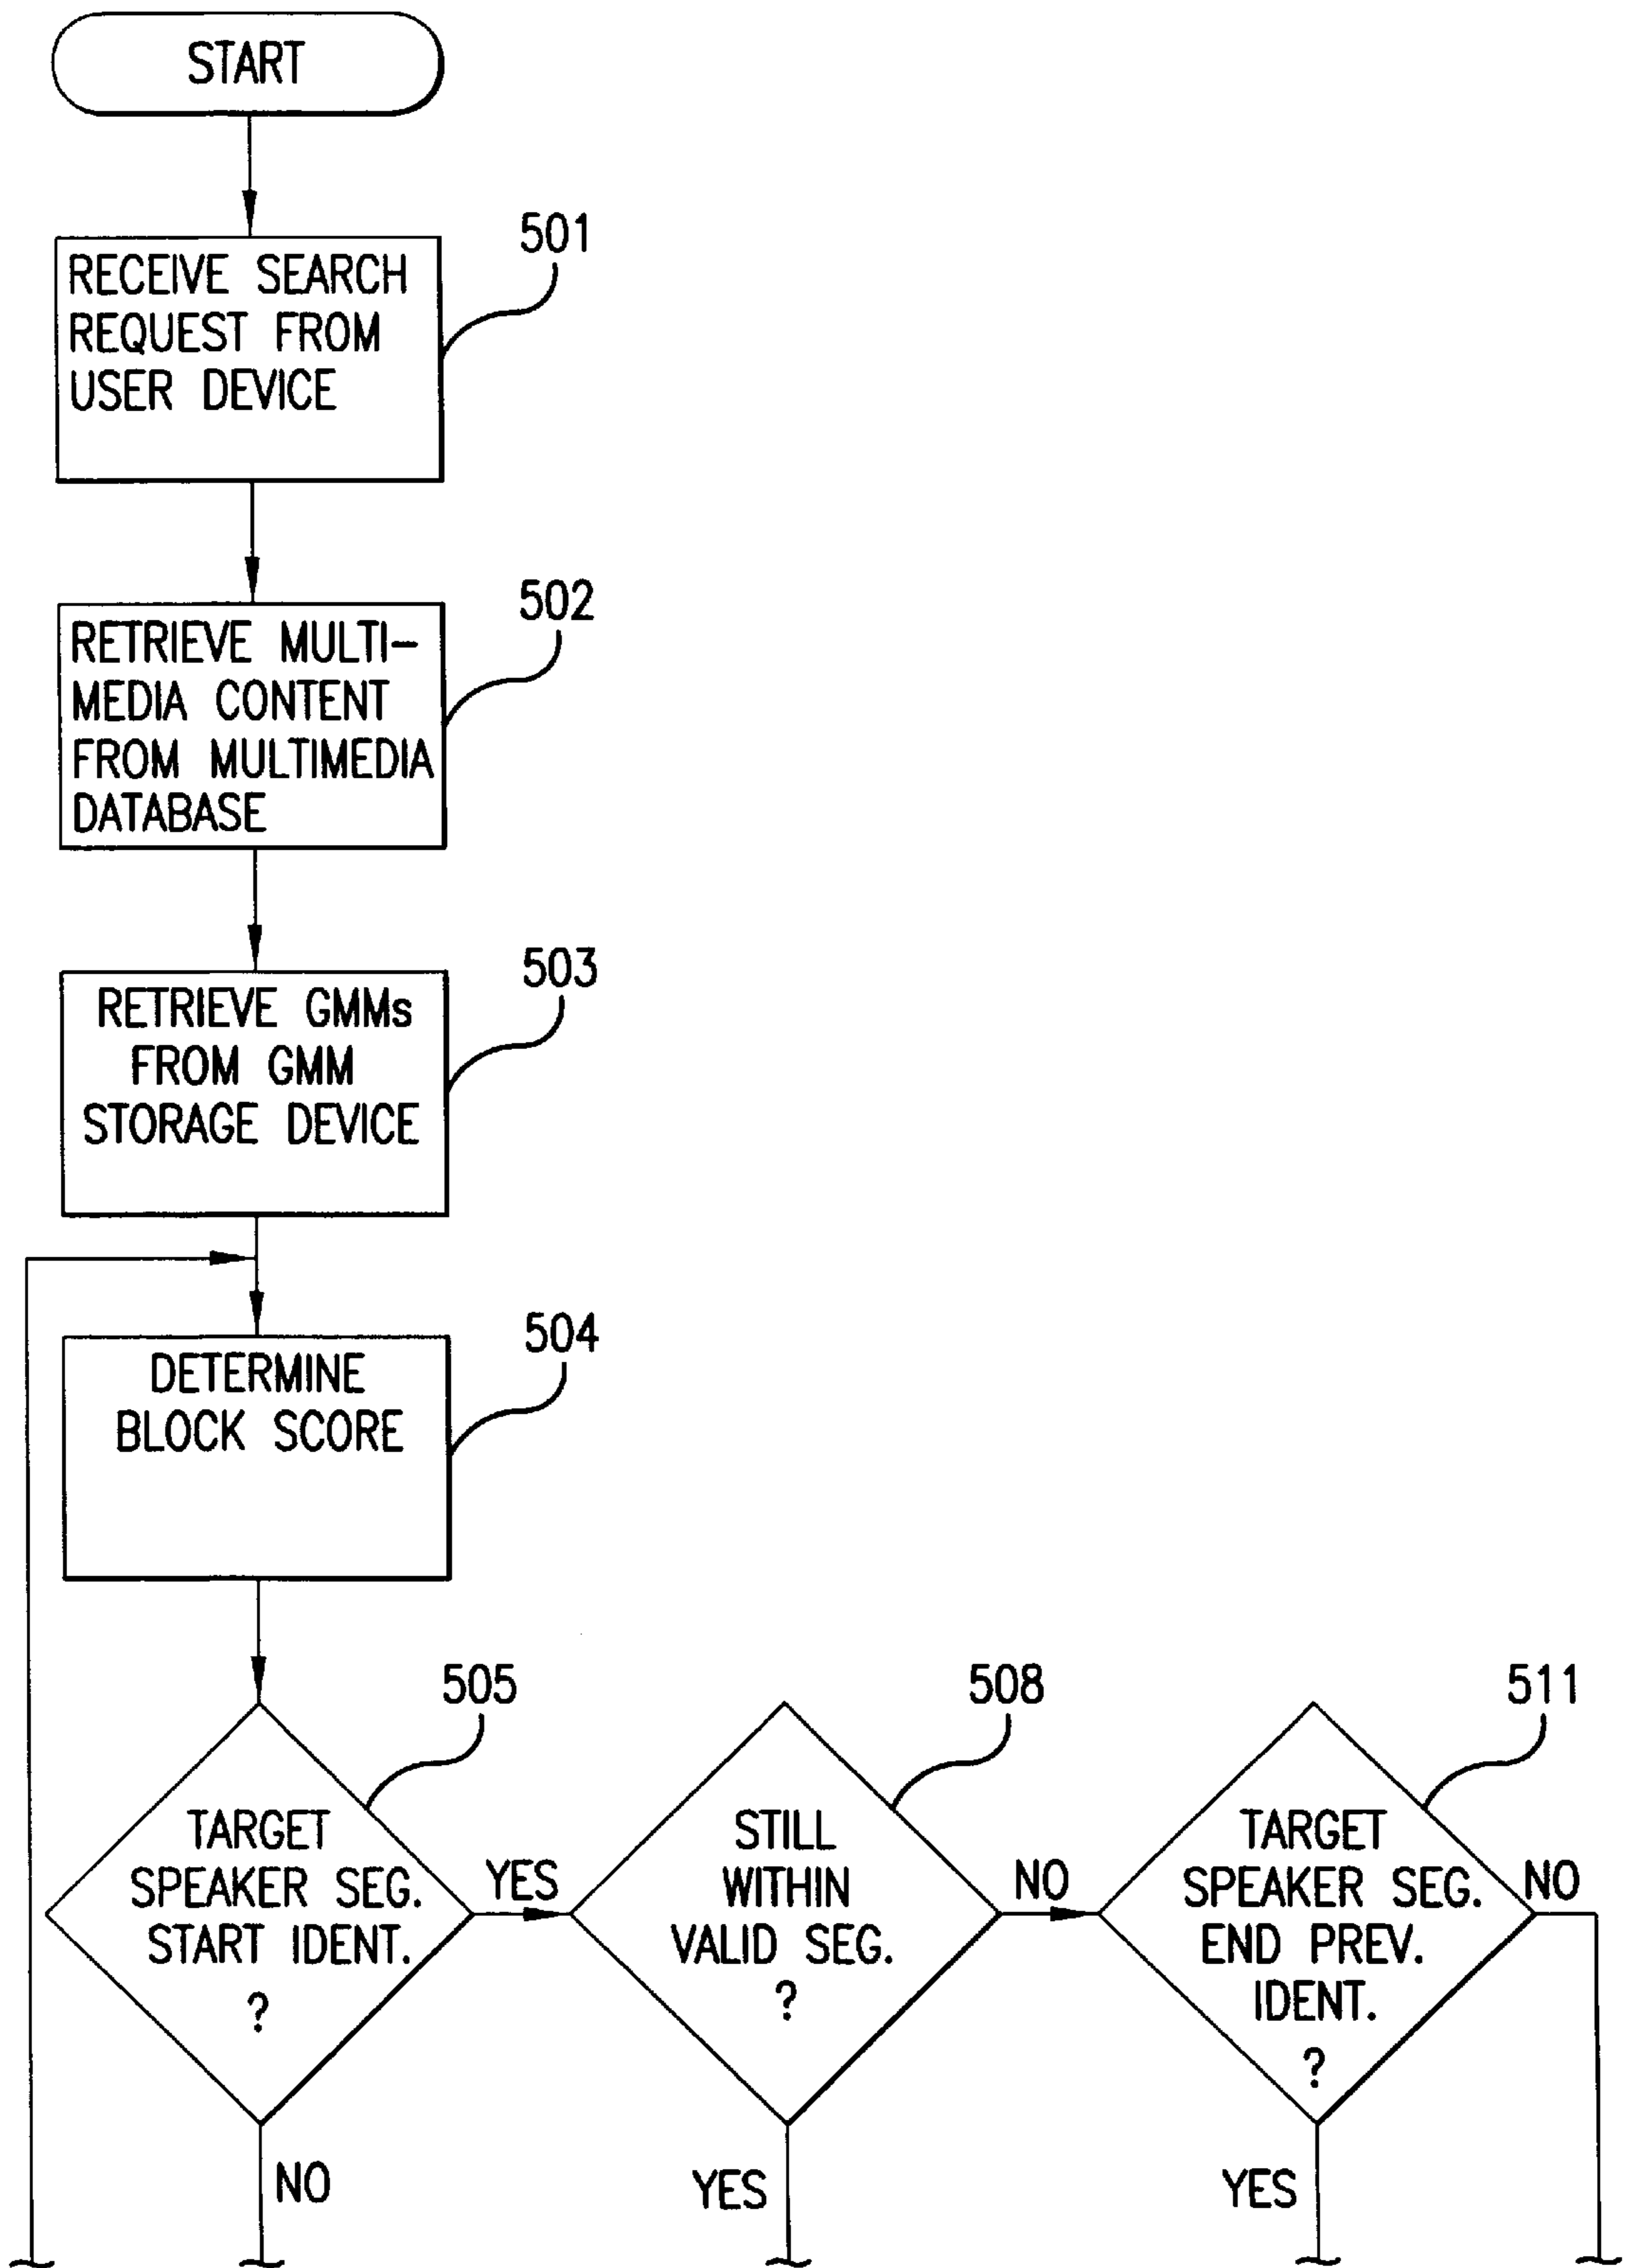 START
501
RECEIVE SEARCH
REQUEST FROM
USER DEVICE
502
RETRIEVE MULTI-
MEDIA CONTENT
FROM MULTIMEDIA
DATABASE
503
RETRIEVE GMMs
FROM GMM
STORAGE DEVICE
504
DETERMINE
BLOCK SCORE
505
TARGET
SPEAKER SEG.
START IDENT.
?
YES
NO
508
STILL
WITHIN
VALID SEG.
?
NO
YES
511
TARGET
SPEAKER SEG.
END PREV.
IDENT.
?
NO
YES